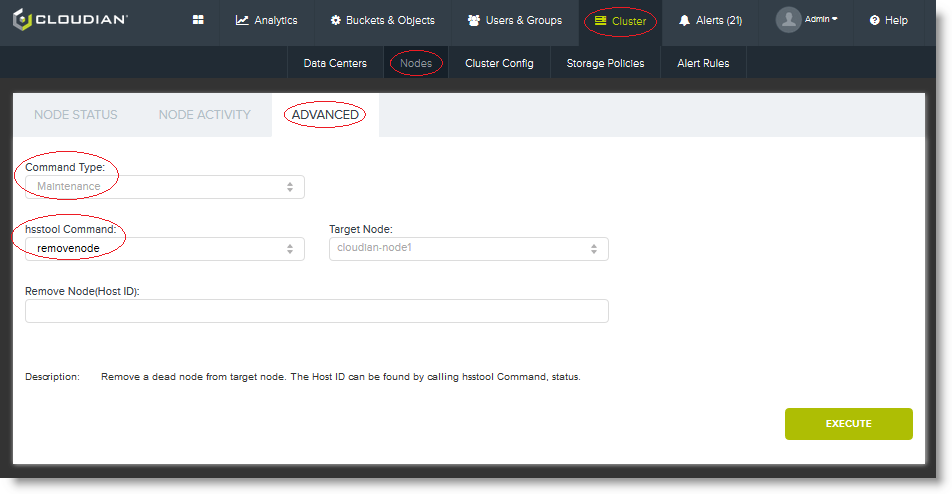 CLOUDIAN Analytics Buckets & Objects Users & Groups Cluster Alerts (21) Admin Help
Data Centers Nodes Cluster Config Storage Policies Alert Rules
NODE STATUS NODE ACTIVITY ADVANCED
Command Type:
Maintenance
hsstool Command: Target Node:
removenode cloudian-node1
Remove Node(Host ID):
Description: Remove a dead node from target node. The Host ID can be found by calling hsstool Command, status.
EXECUTE